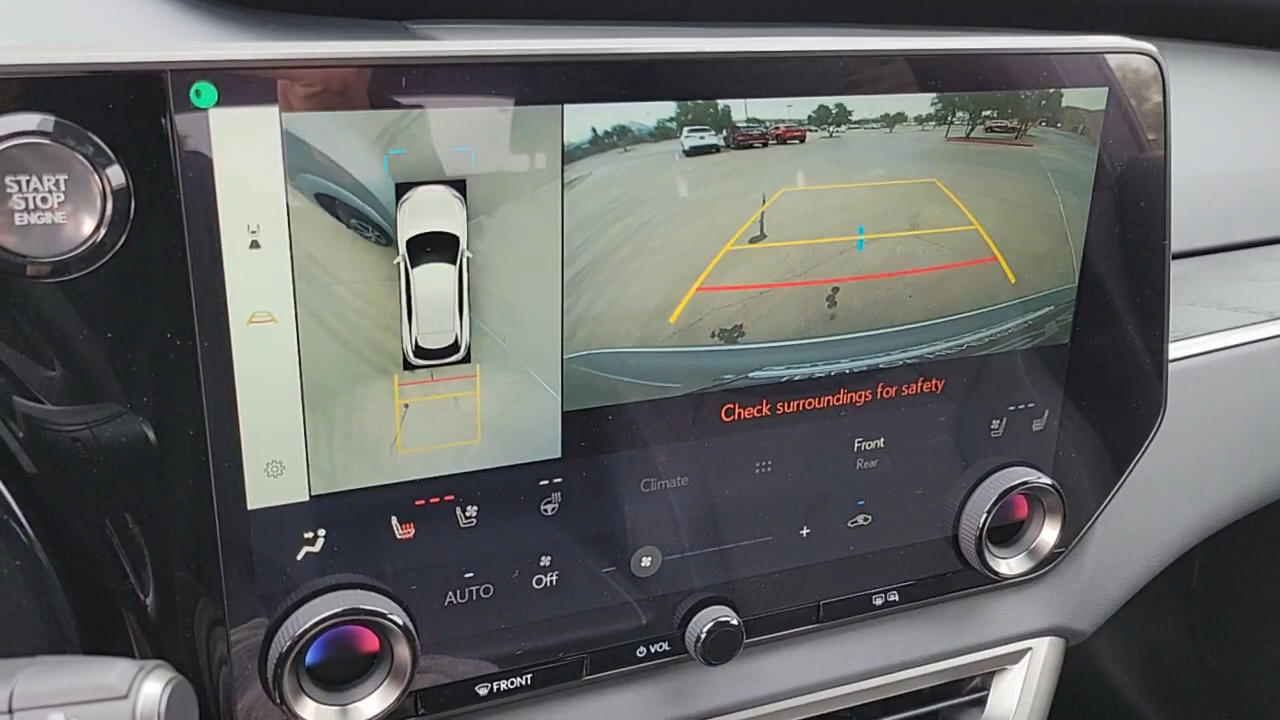 START
STOP
ENGINE
Check surroundings for safety
Front
Rear
Climate
AUTO
Off
VOL
FRONT